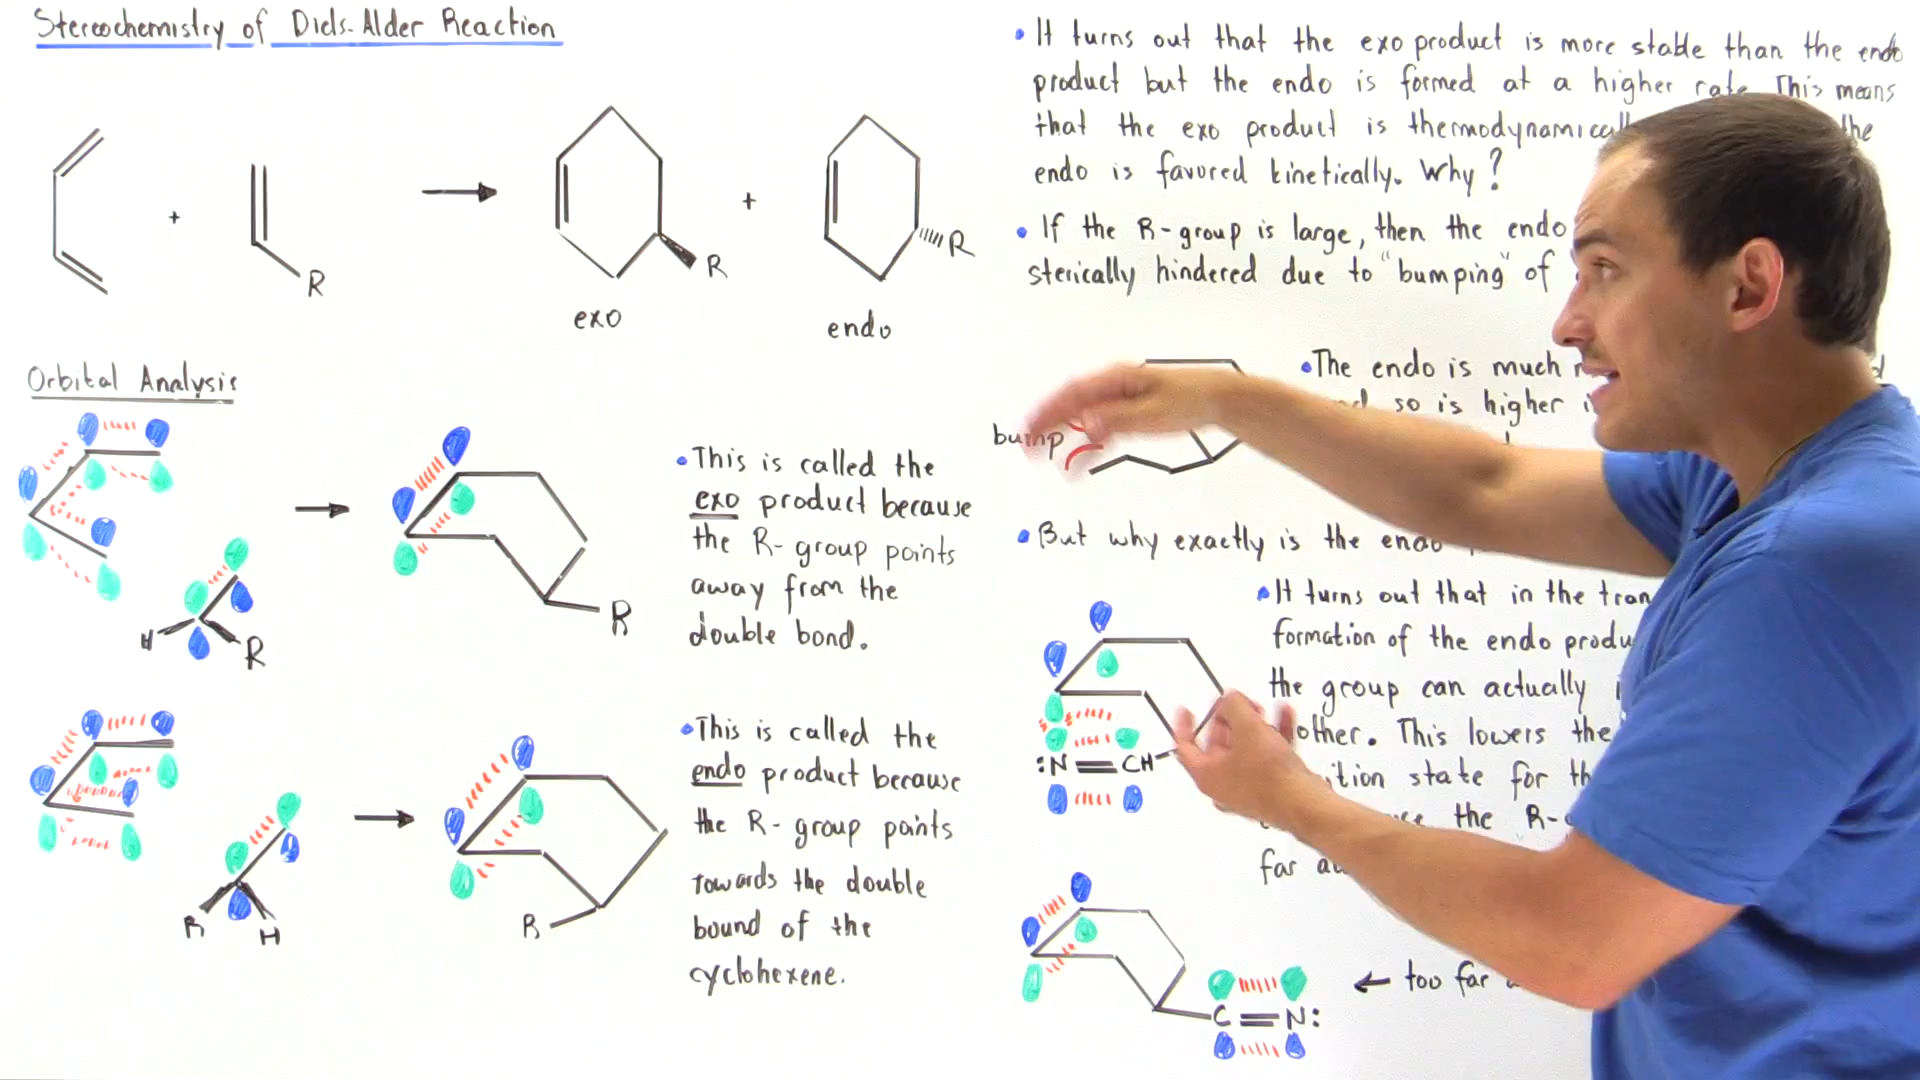 Stereochemistry of Diels-Alder Reaction
+
R
R
exo
+
R
endo
Orbital Analysis
H
R
R
• This is called the
exo product because
the R-group points
away from the
double bond.
R
H
R
• This is called the
endo product because
the R-group points
towards the double
bound of the
cyclohexene.
• It turns out that the exo product is more stable than the endo
product but the endo is formed at a higher rate. This means
that the exo product is the
endo is favored kinetically. Why?
• If the R-group is large, then the endo
sterically hindered due to "bumping" of
bump
• The endo is much
so is higher
• But why exactly is the endo
• It turns out that in the
formation of the endo
the group can actually
This lowers the
state for
the R-
far
:N CH
C N:
← too far